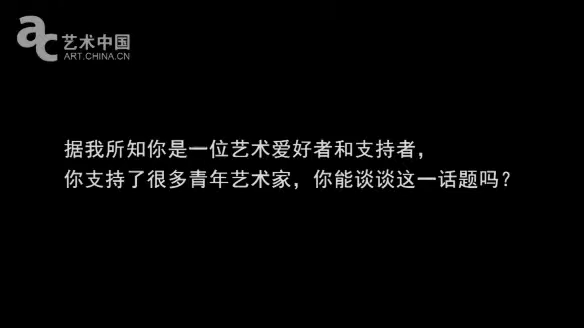 ac 艺术中国
ART.CHINA.CN
据我所知你是一位艺术爱好者和支持者，
你支持了很多青年艺术家，你能谈谈这一话题吗？